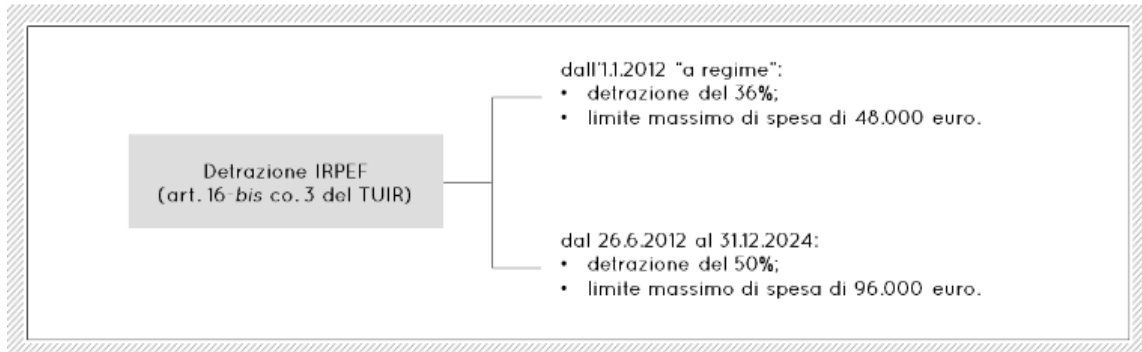 dall'1.1.2012 "a regime":
• detrazione del 36%;
• limite massimo di spesa di 48.000 euro.
Detrazione IRPEF
(art. 16-bis co. 3 del TUIR)
dal 26.6.2012 al 31.12.2024:
• detrazione del 50%;
• limite massimo di spesa di 96.000 euro.